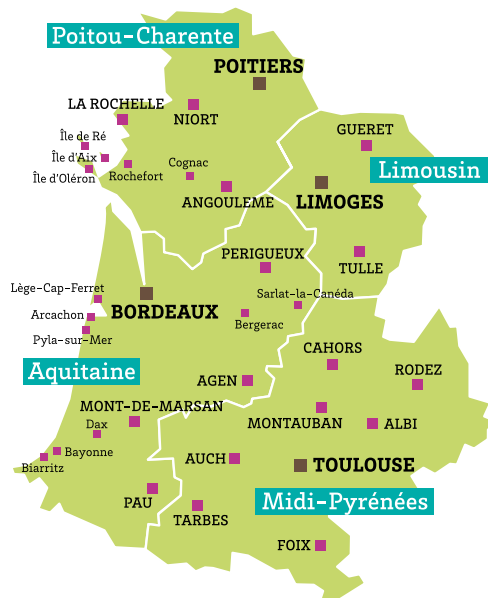 Poitou-Charente
POITIERS
LA ROCHELLE
NIORT
Île de Ré
Île d'Aix
Île d'Oléron
Rochefort
Cognac
ANGOULEME
GUERET
Limousin
LIMOGES
TULLE
PERIGUEUX
Sarlat-la-Canéda
Lège-Cap-Ferret
BORDEAUX
Arcachon
Bergerac
Pyla-sur-Mer
CAHORS
Aquitaine
AGEN
RODEZ
MONT-DE-MARSAN
MONTAUBAN
ALBI
Dax
Bayonne
Biarritz
AUCH
TOULOUSE
PAU
TARBES
Midi-Pyrénées
FOIX